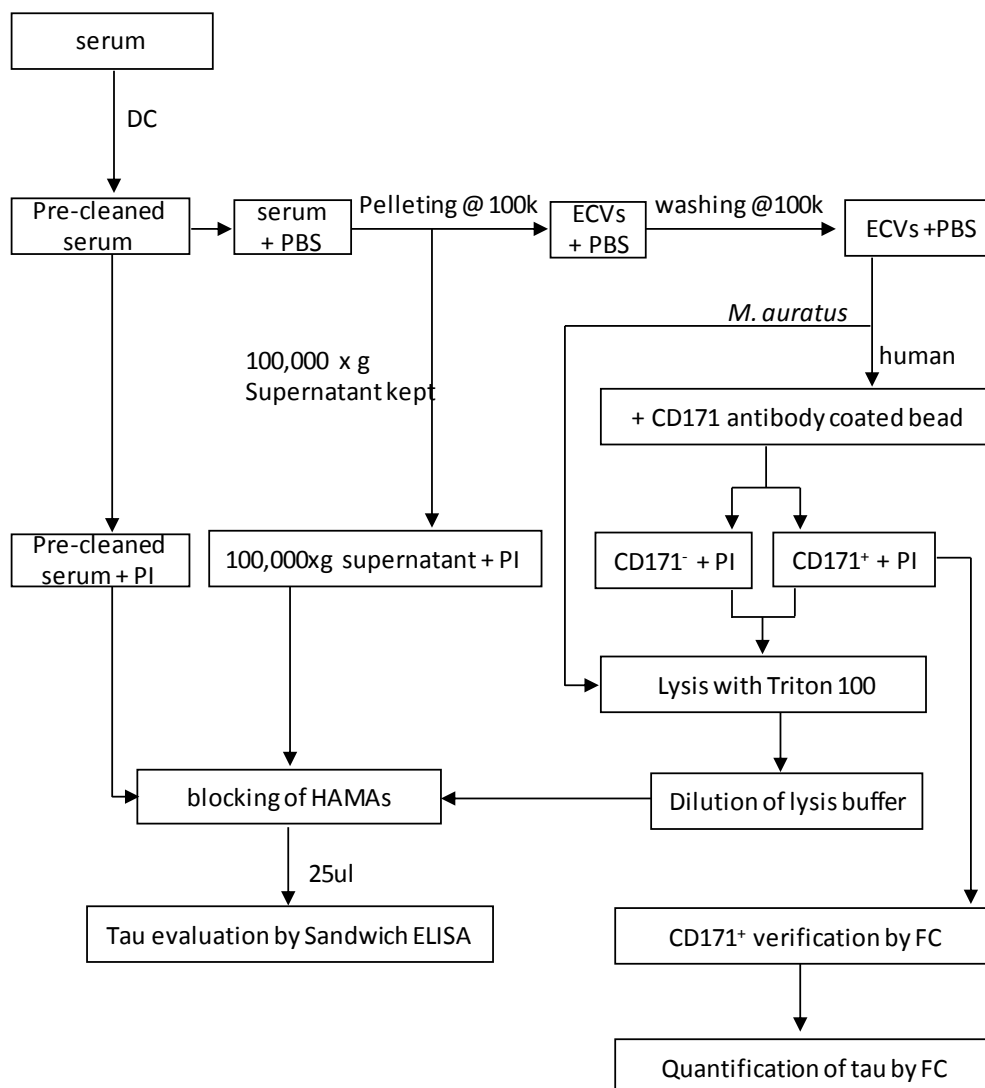 serum
DC
Pre-cleaned
serum
serum
+ PBS
Pelleting @ 100k
ECVs
+ PBS
washing @100k
ECVs +PBS
M. auratus
human
100,000 x g
Supernatant kept
+ CD171 antibody coated bead
Pre-cleaned
serum + PI
100,000xg supernatant + PI
CD171⁻ + PI
CD171⁺ + PI
Lysis with Triton 100
blocking of HAMAs
Dilution of lysis buffer
25ul
Tau evaluation by Sandwich ELISA
CD171⁺ verification by FC
Quantification of tau by FC